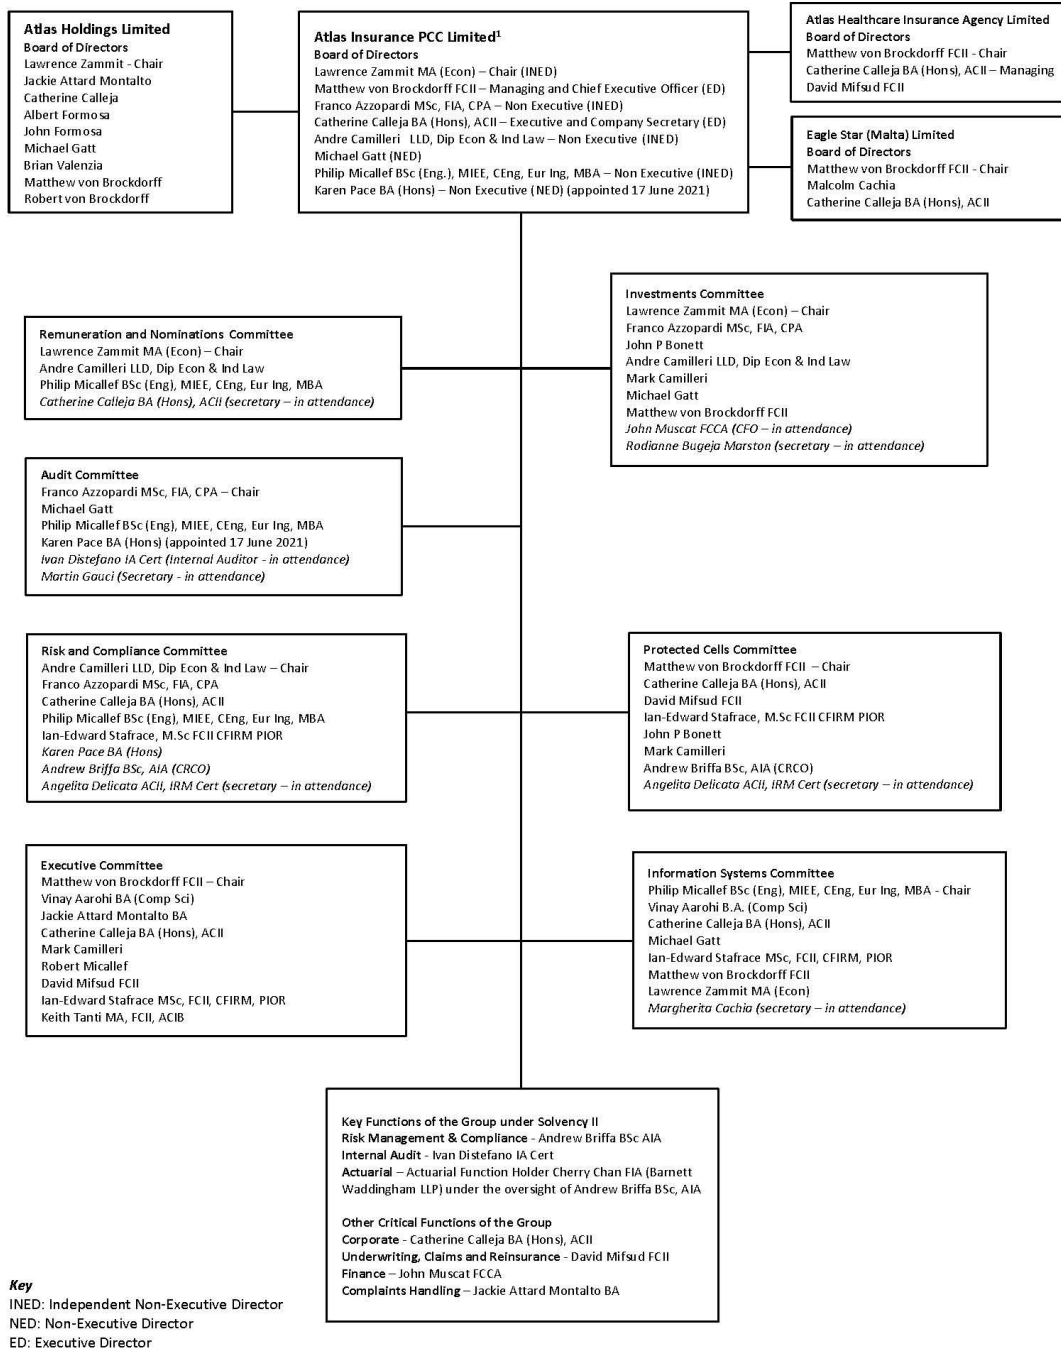 Atlas Holdings Limited
Board of Directors
Lawrence Zammit - Chair
Jackie Attard Montalto
Catherine Calleja
Albert Formosa
John Formosa
Michael Gatt
Brian Valenzia
Matthew von Brockdorff
Robert von Brockdorff
Atlas Insurance PCC Limited¹
Board of Directors
Lawrence Zammit MA (Econ) – Chair (INED)
Matthew von Brockdorff FCII – Managing and Chief Executive Officer (ED)
Franco Azzopardi MSc, FIA, CPA – Non Executive (INED)
Catherine Calleja BA (Hons), ACII – Executive and Company Secretary (ED)
Andre Camilleri LLD, Dip Econ & Ind Law – Non Executive (INED)
Michael Gatt (NED)
Philip Micallef BSc (Eng.), MIEE, CEng, Eur Ing, MBA – Non Executive (INED)
Karen Pace BA (Hons) – Non Executive (NED) (appointed 17 June 2021)
Atlas Healthcare Insurance Agency Limited
Board of Directors
Matthew von Brockdorff FCII - Chair
Catherine Calleja BA (Hons), ACII – Managing
David Mifsud FCII
Eagle Star (Malta) Limited
Board of Directors
Matthew von Brockdorff FCII - Chair
Malcolm Cachia
Catherine Calleja BA (Hons), ACII
Remuneration and Nominations Committee
Lawrence Zammit MA (Econ) – Chair
Andre Camilleri LLD, Dip Econ & Ind Law
Philip Micallef BSc (Eng), MIEE, CEng, Eur Ing, MBA
Catherine Calleja BA (Hons), ACII (secretary – in attendance)
Investments Committee
Lawrence Zammit MA (Econ) – Chair
Franco Azzopardi MSc, FIA, CPA
John P Bonett
Andre Camilleri LLD, Dip Econ & Ind Law
Mark Camilleri
Michael Gatt
Matthew von Brockdorff FCII
John Muscat FCCA (CFO – in attendance)
Rodianne Bugeja Marston (secretary – in attendance)
Audit Committee
Franco Azzopardi MSc, FIA, CPA – Chair
Michael Gatt
Philip Micallef BSc (Eng), MIEE, CEng, Eur Ing, MBA
Karen Pace BA (Hons) (appointed 17 June 2021)
Ivan Distefano IA Cert (Internal Auditor - in attendance)
Martin Gauci (Secretary - in attendance)
Risk and Compliance Committee
Andre Camilleri LLD, Dip Econ & Ind Law – Chair
Franco Azzopardi MSc, FIA, CPA
Catherine Calleja BA (Hons), ACII
Philip Micallef BSc (Eng), MIEE, CEng, Eur Ing, MBA
Ian-Edward Stafrace, M.Sc FCII CFIRM PIOR
Karen Pace BA (Hons)
Andrew Briffa BSc, AIA (CRCO)
Angelita Delicata ACII, IRM Cert (secretary – in attendance)
Protected Cells Committee
Matthew von Brockdorff FCII – Chair
Catherine Calleja BA (Hons), ACII
David Mifsud FCII
Ian-Edward Stafrace, M.Sc FCII CFIRM PIOR
John P Bonett
Mark Camilleri
Andrew Briffa BSc, AIA (CRCO)
Angelita Delicata ACII, IRM Cert (secretary – in attendance)
Executive Committee
Matthew von Brockdorff FCII – Chair
Vinay Aarohi BA (Comp Sci)
Jackie Attard Montalto BA
Catherine Calleja BA (Hons), ACII
Mark Camilleri
Robert Micallef
David Mifsud FCII
Ian-Edward Stafrace MSc, FCII, CFIRM, PIOR
Keith Tanti MA, FCII, ACIB
Information Systems Committee
Philip Micallef BSc (Eng), MIEE, CEng, Eur Ing, MBA - Chair
Vinay Aarohi B.A. (Comp Sci)
Catherine Calleja BA (Hons), ACII
Michael Gatt
Ian-Edward Stafrace MSc, FCII, CFIRM, PIOR
Matthew von Brockdorff FCII
Lawrence Zammit MA (Econ)
Margherita Cachia (secretary – in attendance)
Key Functions of the Group under Solvency II
Risk Management & Compliance - Andrew Briffa BSc AIA
Internal Audit - Ivan Distefano IA Cert
Actuarial – Actuarial Function Holder Cherry Chan FIA (Barnett
Waddingham LLP) under the oversight of Andrew Briffa BSc, AIA
Other Critical Functions of the Group
Corporate - Catherine Calleja BA (Hons), ACII
Underwriting, Claims and Reinsurance - David Mifsud FCII
Finance – John Muscat FCCA
Complaints Handling – Jackie Attard Montalto BA
Key
INED: Independent Non-Executive Director
NED: Non-Executive Director
ED: Executive Director